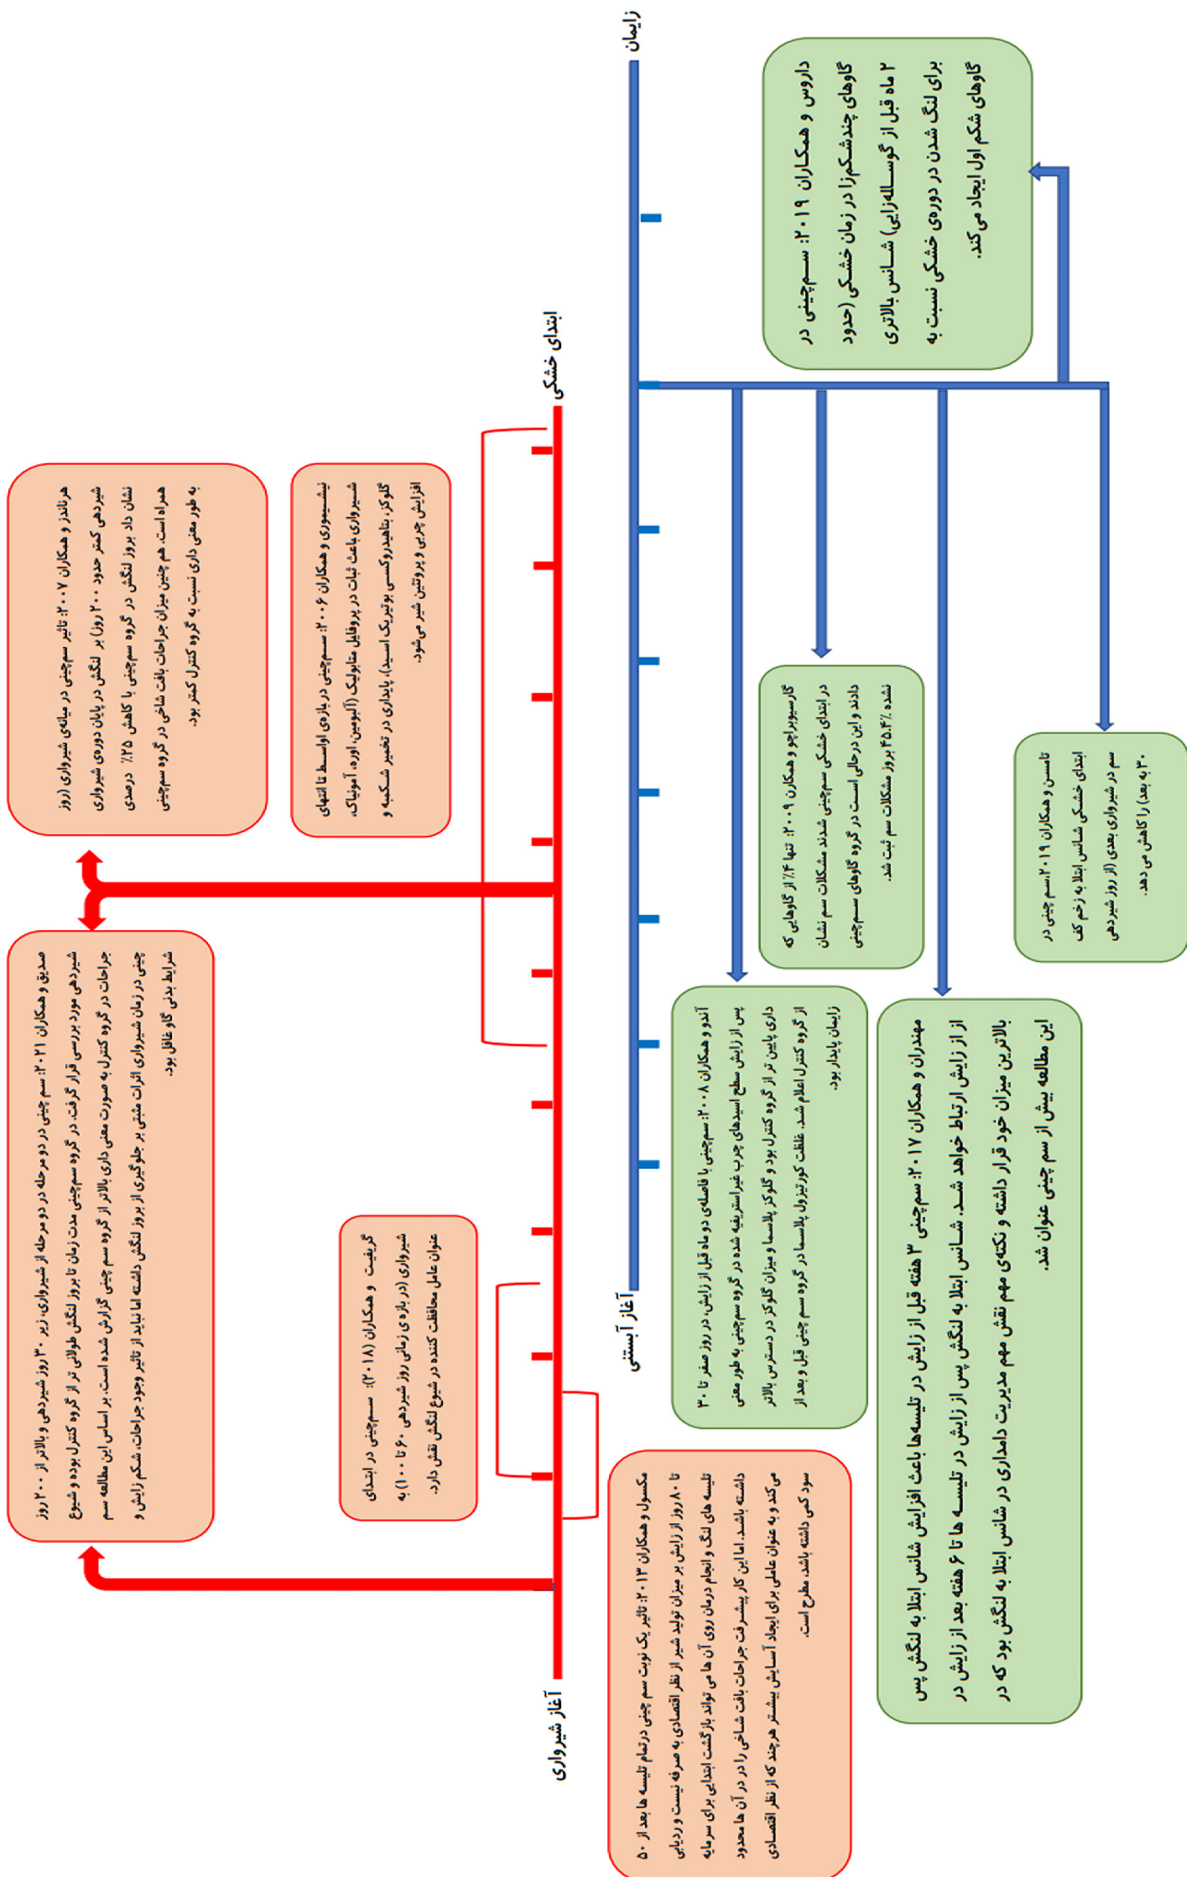 هرناندز و همکاران ۲۰۰۷: تاثیر سم‌چینی در میانه‌ی شیرواری (روز
شیردهی کمتر حدود ۲۰۰ روز) بر لنگش در پایان دوره‌ی شیرواری
نشان داد بروز لنگش در گروه سم‌چینی با کاهش ۲۵٪ درصدی
همراه است. هم چنین میزان جراحات بافت شاخی در گروه سم‌چینی
به طور معنی داری نسبت به گروه کنترل کمتر بود.
صدیق و همکاران ۲۰۲۱: سم چینی در دو مرحله در دو مرحله از شیرواری، زیر ۳۰ روز شیردهی و بالاتر از ۲۰۰ روز
شیردهی مورد بررسی قرار گرفت. در گروه سم‌چینی مدت زمان تا بروز لنگش طولانی تر از گروه کنترل بوده و شیوع
جراحات در گروه کنترل به صورت معنی داری بالاتر از گروه سم چینی گزارش شده است. بر اساس این مطالعه سم
چینی در زمان شیرواری اثرات مثبتی بر جلوگیری از بروز لنگش داشته اما نباید از تاثیر وجود جراحات، شکم زایش و
شرایط بدنی گاو غافل بود.
نیشیموری و همکاران ۲۰۰۶: سم‌چینی در بازه‌ی اواسط تا انتهای
شیرواری باعث ثبات در پروفایل متابولیک (آلبومین، اوره، آمونیاک،
گلوکز، بتاهیدروکسی بوتیریک اسید)، پایداری در تخمیر شکمبه و
افزایش چربی و پروتئین شیر می‌شود.
گریفیت و همکاران (۲۰۱۸): سم‌چینی در ابتدای
شیرواری (در بازه ی زمانی روز شیردهی ۶۰ تا ۱۰۰) به
عنوان عامل محافظت کننده در شیوع لنگش نقش دارد.
ابتدای خشکی
آغاز شیرواری
زایمان
آغاز آبستنی
مکسول و همکاران ۲۰۱۳: تاثیر یک نوبت سم چینی درتمام تلیسه ها بعد از ۵۰
تا ۸۰ روز از زایش بر میزان تولید شیر از نظر اقتصادی به صرفه نیست و ردیابی
تلیسه های لنگ و انجام درمان روی آن ها می تواند بازگشت ابتدایی برای سرمایه
داشته باشد. اما این کار پیشرفت جراحات بافت شاخی را در در آن ها محدود
می‌کند و به عنوان عاملی برای ایجاد آسایش بیشتر هرچند که از نظر اقتصادی
سود کمی داشته باشد، مطرح است.
آندو و همکاران ۲۰۰۸: سم‌چینی با فاصله‌ی دو ماه قبل از زایش، در روز صفر تا ۳۰
پس از زایش سطح اسیدهای چرب غیراستریفیه شده در گروه سم‌چینی به طور معنی
داری پایین تر از گروه کنترل بود و گلوکز پلاسما و میزان گلوکز در دسترس بالاتر
از گروه کنترل اعلام شد. غلظت کورتیزول پلاسما در گروه سم چینی قبل و بعد از
زایمان پایدار بود.
گارسیوبراچو و همکارن ۲۰۰۹: تنها ۴٪ از گاوهایی که
در ابتدای خشکی سم‌چینی شدند مشکلات سم نشان
دادند و این درحالی است در گروه گاوهای سم‌چینی
نشده ۴۵.۴٪ بروز مشکلات سم ثبت شد.
داروس و همکاران ۲۰۱۹: سم‌چینی در
گاوهای چندشکم‌زا در زمان خشکی (حدود
۲ ماه قبل از گوساله‌زایی) شانس بالاتری
برای لنگ شدن در دوره‌ی خشکی نسبت به
گاوهای شکم اول ایجاد می‌کند.
مهندران و همکاران ۲۰۱۷: سم‌چینی ۳ هفته قبل از زایش در تلیسه‌ها باعث افزایش شانس ابتلا به لنگش پس
از از زایش ارتباط خواهد شد. شانس ابتلا به لنگش پس از زایش در تلیسه ها تا ۶ هفته بعد از زایش در
بالاترین میزان خود قرار داشته و نکته‌ی مهم نقش مهم مدیریت دامداری در شانس ابتلا به لنگش بود که در
این مطالعه بیش از سم چینی عنوان شد.
تامسن و همکاران ۲۰۱۹،سم چینی در
ابتدای خشکی شانس ابتلا به زخم کف
سم در شیرواری بعدی (از روز شیردهی
۳۰ به بعد) را کاهش می دهد.